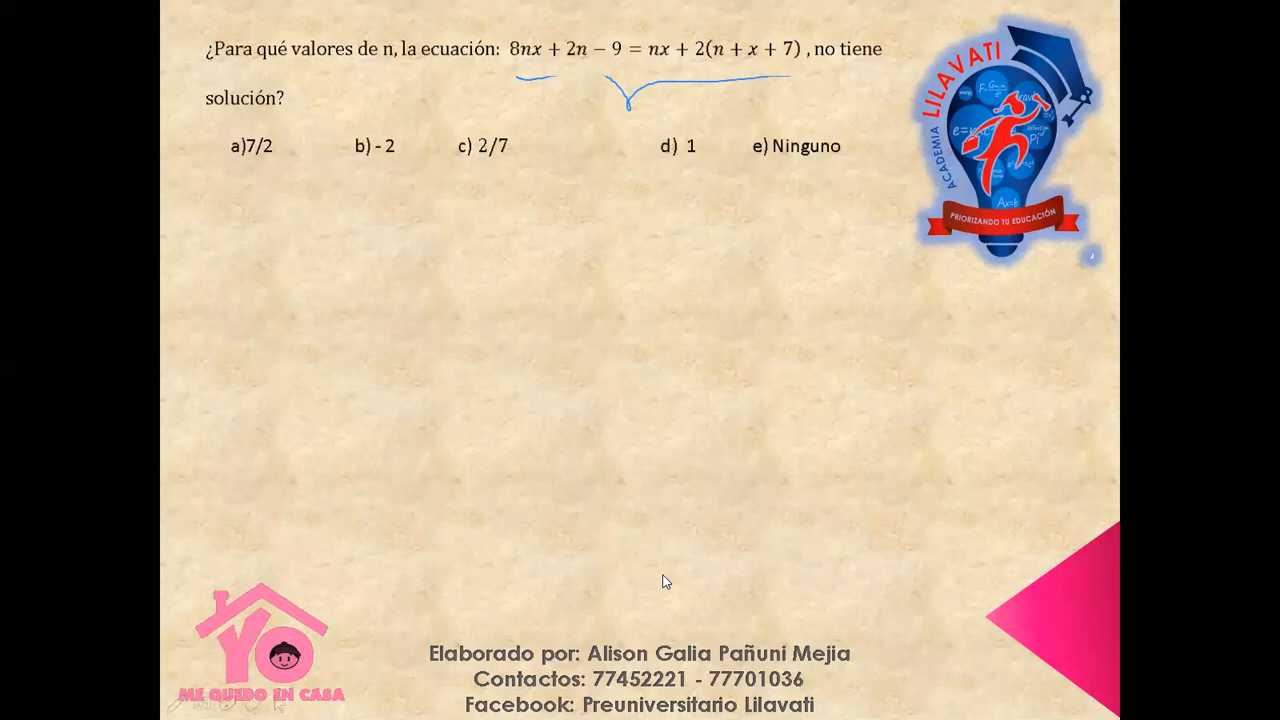 ¿Para qué valores de n, la ecuación: 8nx + 2n − 9 = nx + 2(n + x + 7) , no tiene
solución?
a)7/2 b) - 2 c) 2/7 d) 1 e) Ninguno
ACADEMIA LILAVATI
e=
Pi
Ax=b
PRIORIZANDO TU EDUCACIÓN
YO
ME QUEDO EN CASA
Elaborado por: Alison Galia Pañuni Mejia
Contactos: 77452221 - 77701036
Facebook: Preuniversitario Lilavati